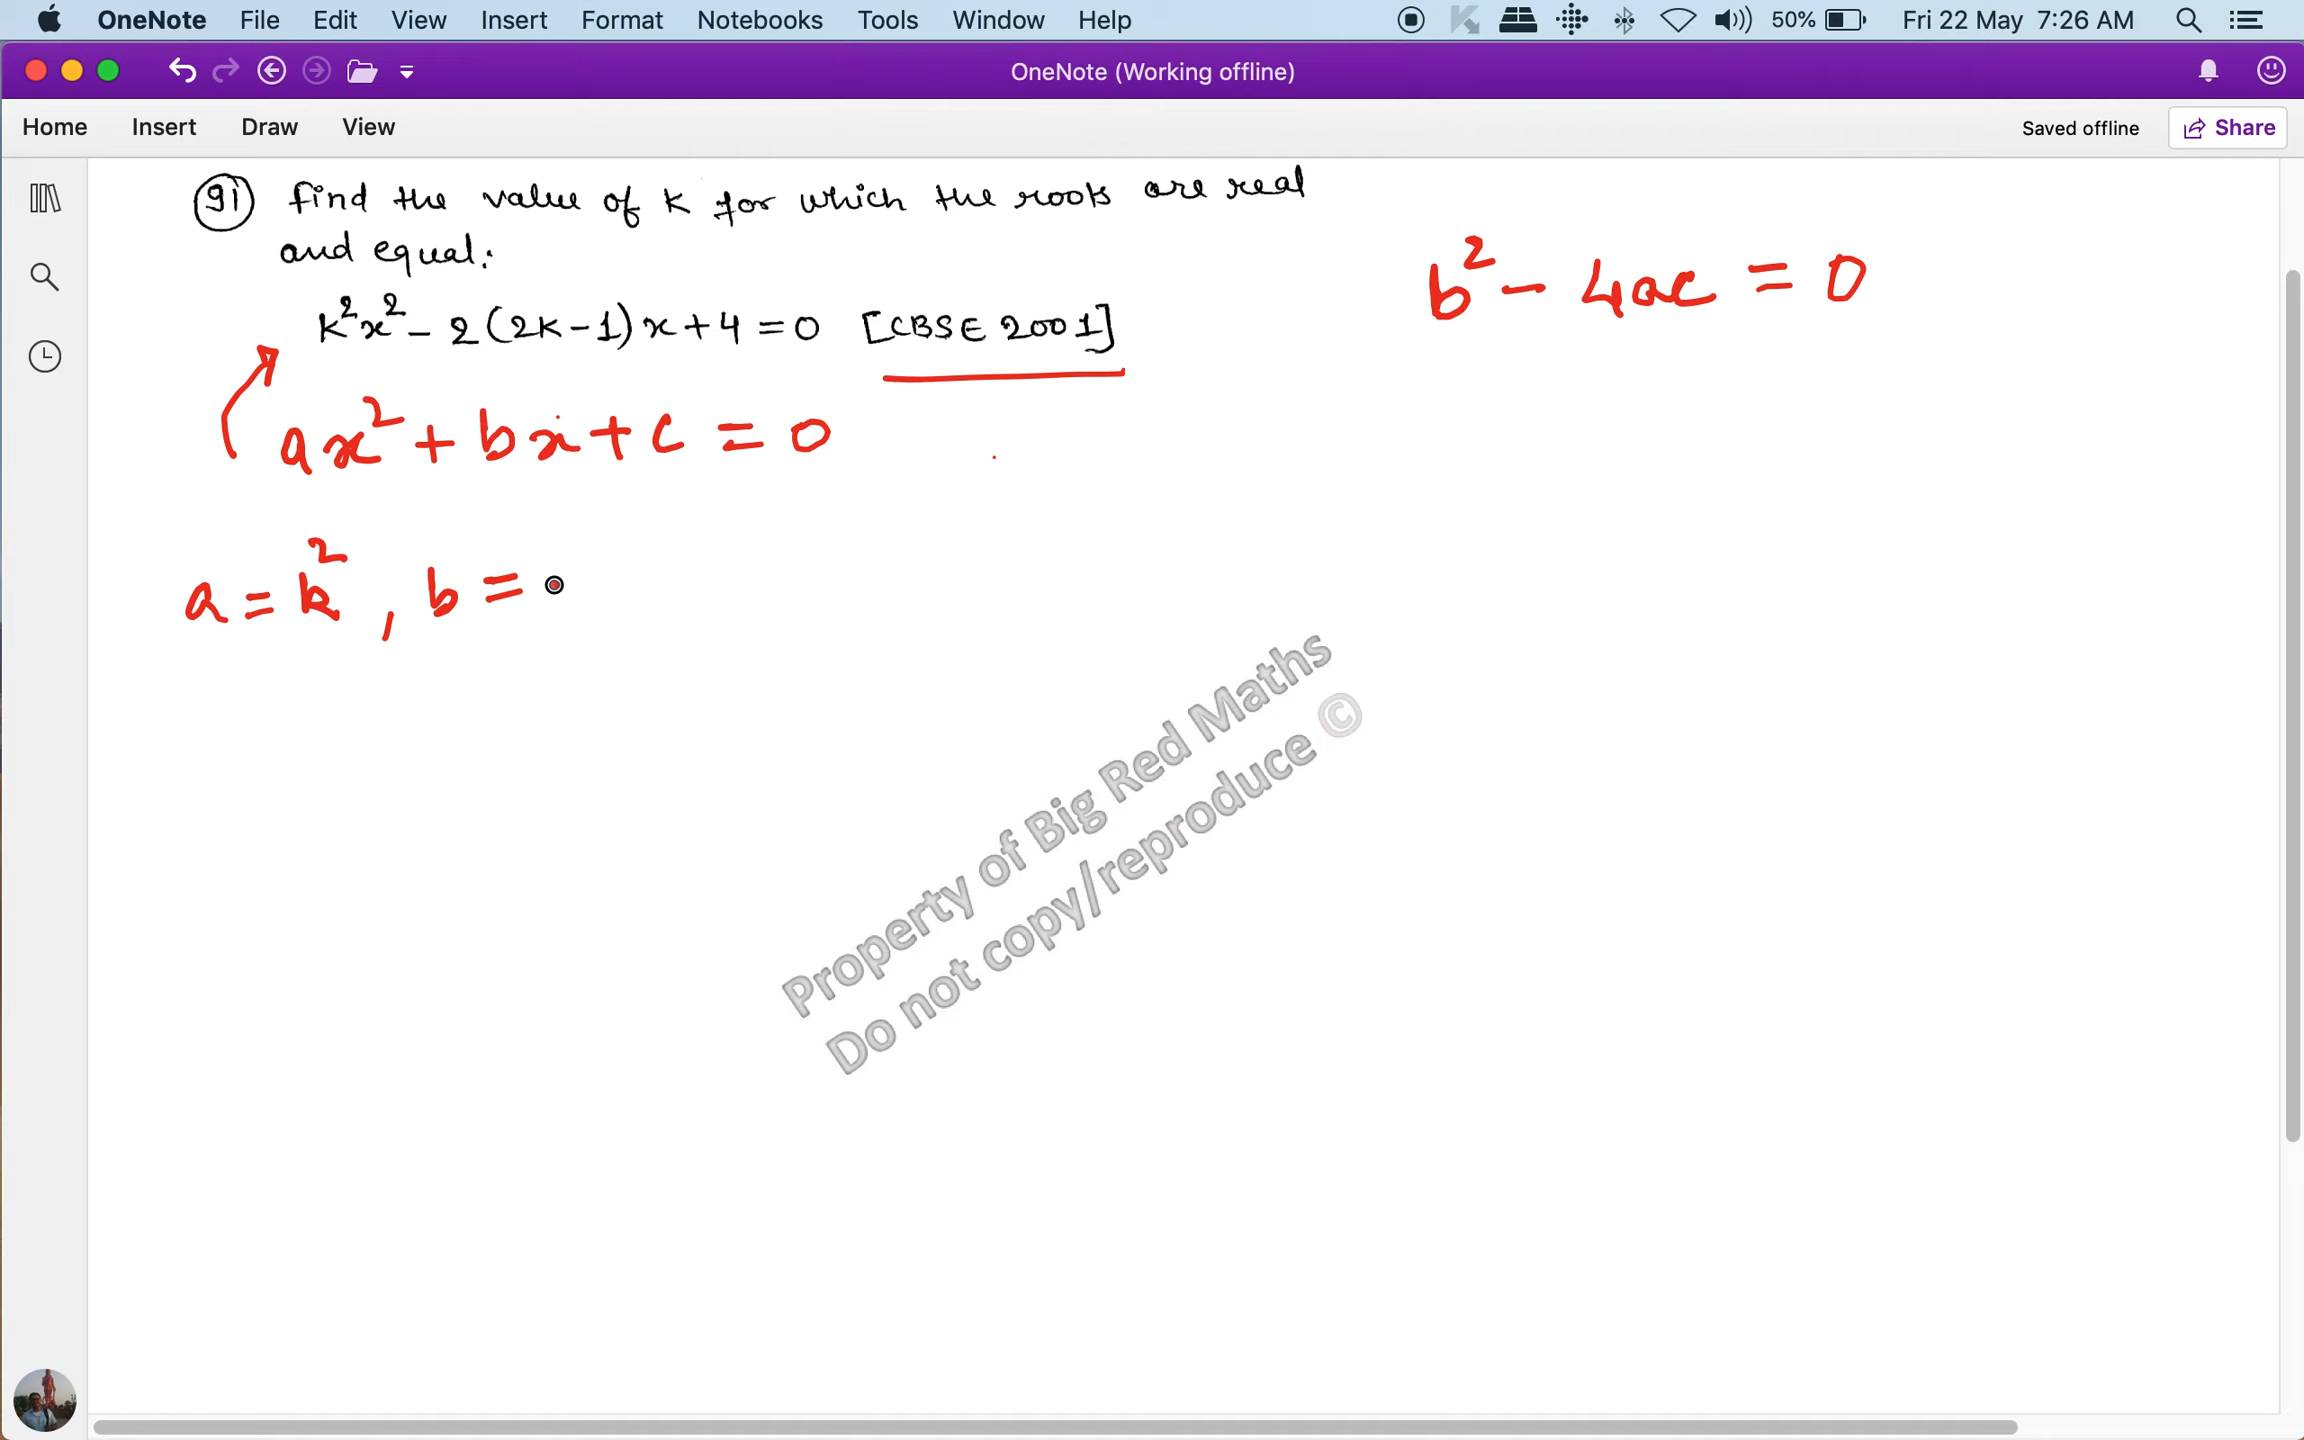 OneNote File Edit View Insert Format Notebooks Tools Window Help 50% Fri 22 May 7:26 AM
OneNote (Working offline)
Home Insert Draw View Saved offline Share
91 find the value of k for which the roots are real
and equal:
k²x² - 2(2k-1)x+4=0 [CBSE 2001]
b² - 4ac = 0
ax² + bx + c = 0
a = k² , b =
Property of Big Red Maths
Do not copy/reproduce ©